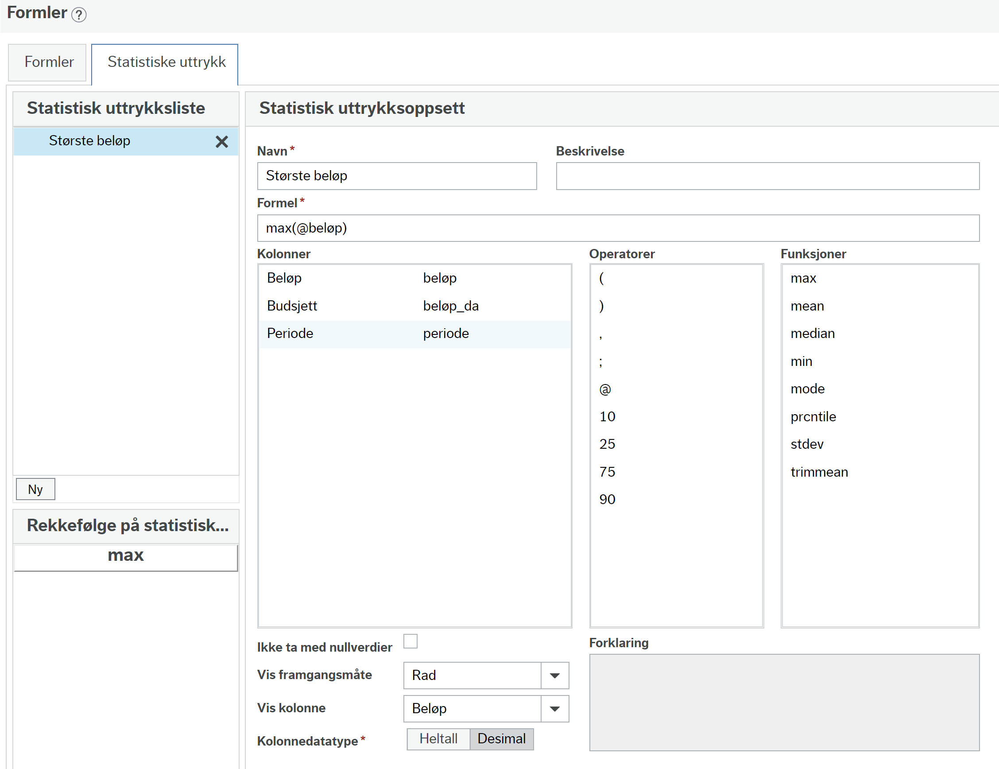 Formler ?
Formler
Statistiske uttrykk
Statistisk uttrykksliste
Største beløp
Ny
Rekkefølge på statistisk...
max
Statistisk uttrykksoppsett
Navn *
Beskrivelse
Største beløp
Formel *
max(@beløp)
Kolonner
Beløp beløp
Budsjett beløp_da
Periode periode
Operatorer
(
)
,
;
@
10
25
75
90
Funksjoner
max
mean
median
min
mode
prcntile
stdev
trimmean
Ikke ta med nullverdier
Vis framgangsmåte Rad
Vis kolonne Beløp
Kolonnedatatype * Heltall Desimal
Forklaring